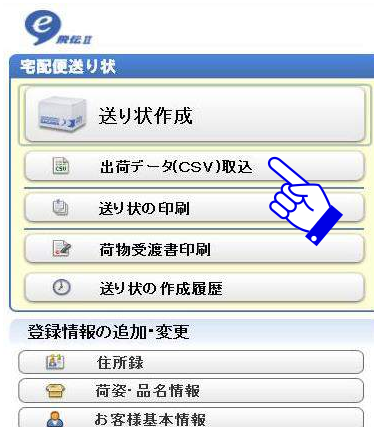 e飛伝Ⅱ
宅配便送り状
送り状作成
CSV
出荷データ(CSV)取込
送り状の印刷
荷物受渡書印刷
送り状の作成履歴
登録情報の追加・変更
住所録
荷姿・品名情報
お客様基本情報